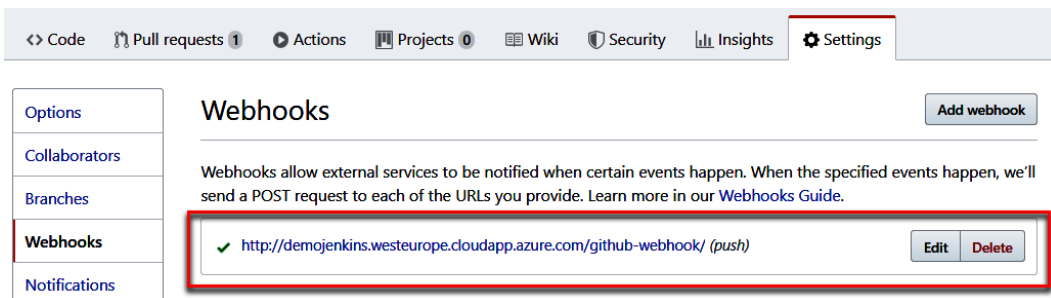 <> Code Pull requests 1 Actions Projects 0 Wiki Security Insights Settings
Options
Collaborators
Branches
Webhooks
Notifications
Webhooks
Add webhook
Webhooks allow external services to be notified when certain events happen. When the specified events happen, we'll
send a POST request to each of the URLs you provide. Learn more in our Webhooks Guide.
http://demojenkins.westeurope.cloudapp.azure.com/github-webhook/ (push)
Edit Delete